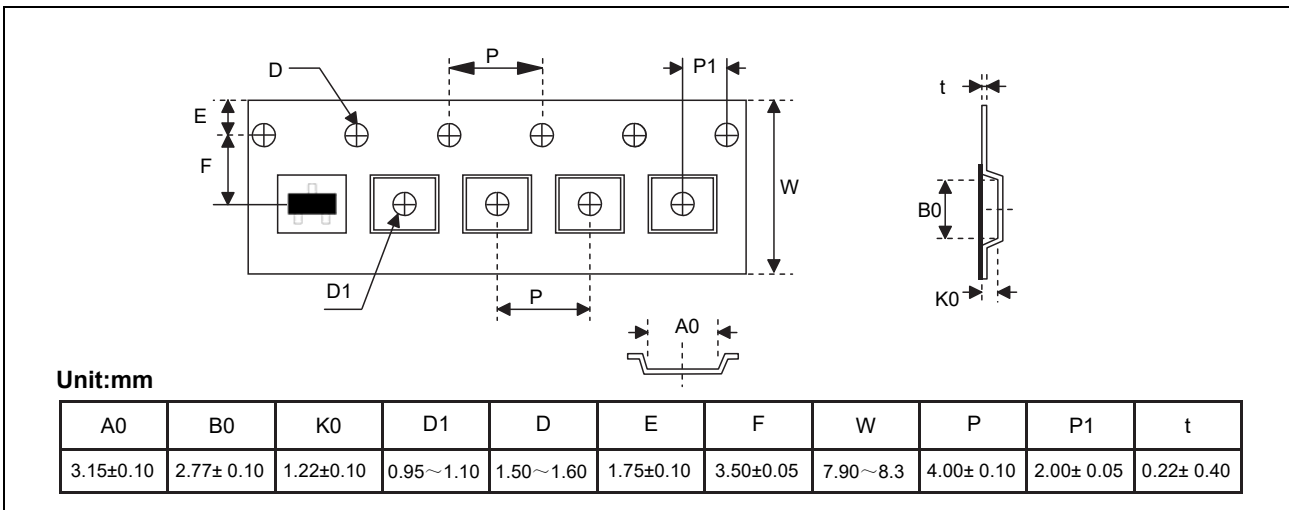 P
P1
D
t
E
F
W
B0
D1
P
K0
A0
Unit:mm
A0 B0 K0 D1 D E F W P P1 t
3.15±0.10 2.77± 0.10 1.22±0.10 0.95～1.10 1.50～1.60 1.75±0.10 3.50±0.05 7.90～8.3 4.00± 0.10 2.00± 0.05 0.22± 0.40